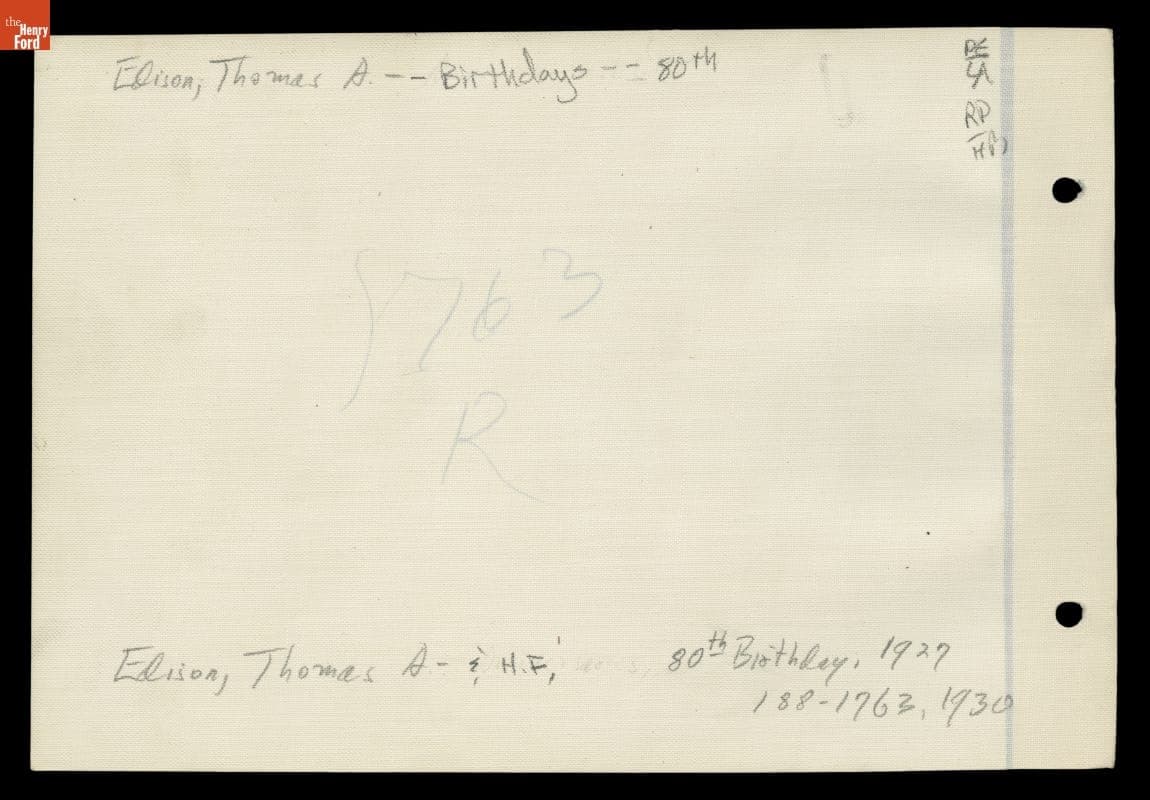 the
Henry
Ford
Edison, Thomas A. -- Birthdays -- 80th
RP
1763
R
Edison, Thomas A - & H.F.
80th Birthday, 1927
188-1763, 1930